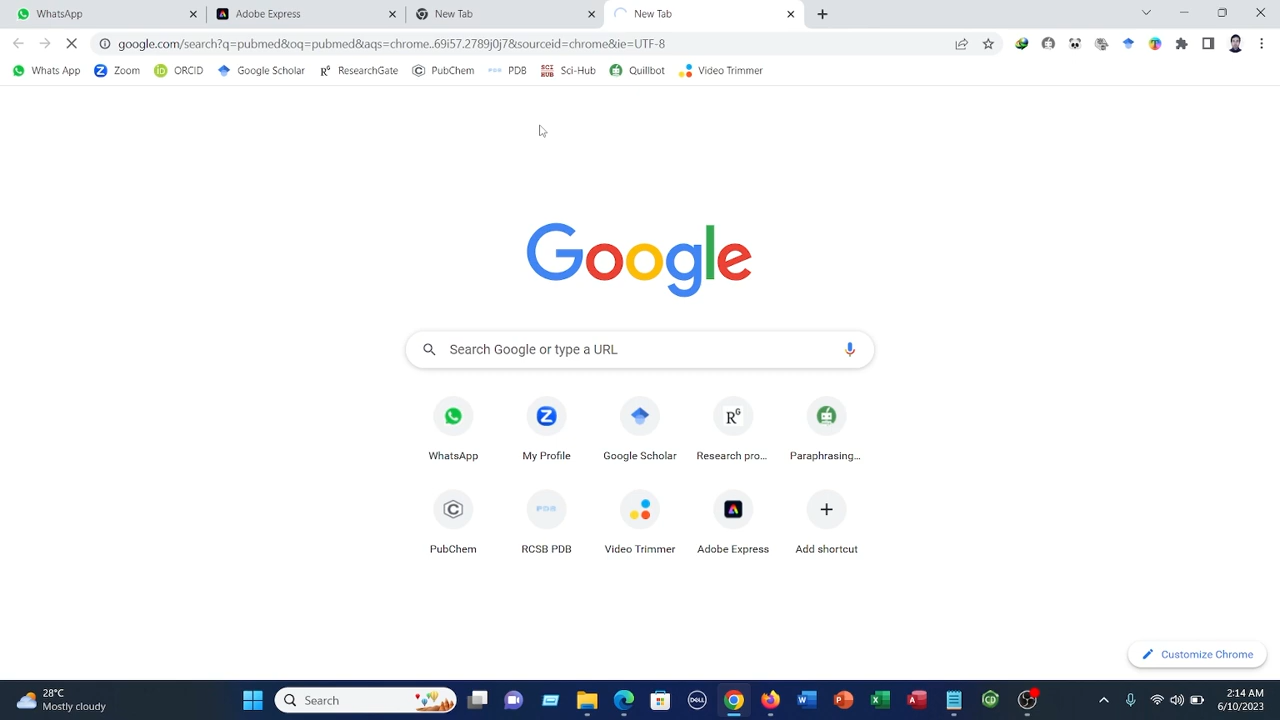 WhatsApp
Adobe Express
New Tab
New Tab
google.com/search?q=pubmed&oq=pubmed&aqs=chrome..69i57.2789j0j7&sourceid=chrome&ie=UTF-8
Whats App
Zoom
ORCID
Google Scholar
ResearchGate
PubChem
PDB
Sci-Hub
Quillbot
Video Trimmer
Google
Search Google or type a URL
WhatsApp
My Profile
Google Scholar
Research pro...
Paraphrasing...
PubChem
RCSB PDB
Video Trimmer
Adobe Express
Add shortcut
Customize Chrome
28°C
Mostly cloudy
Search
2:14 AM
6/10/2023